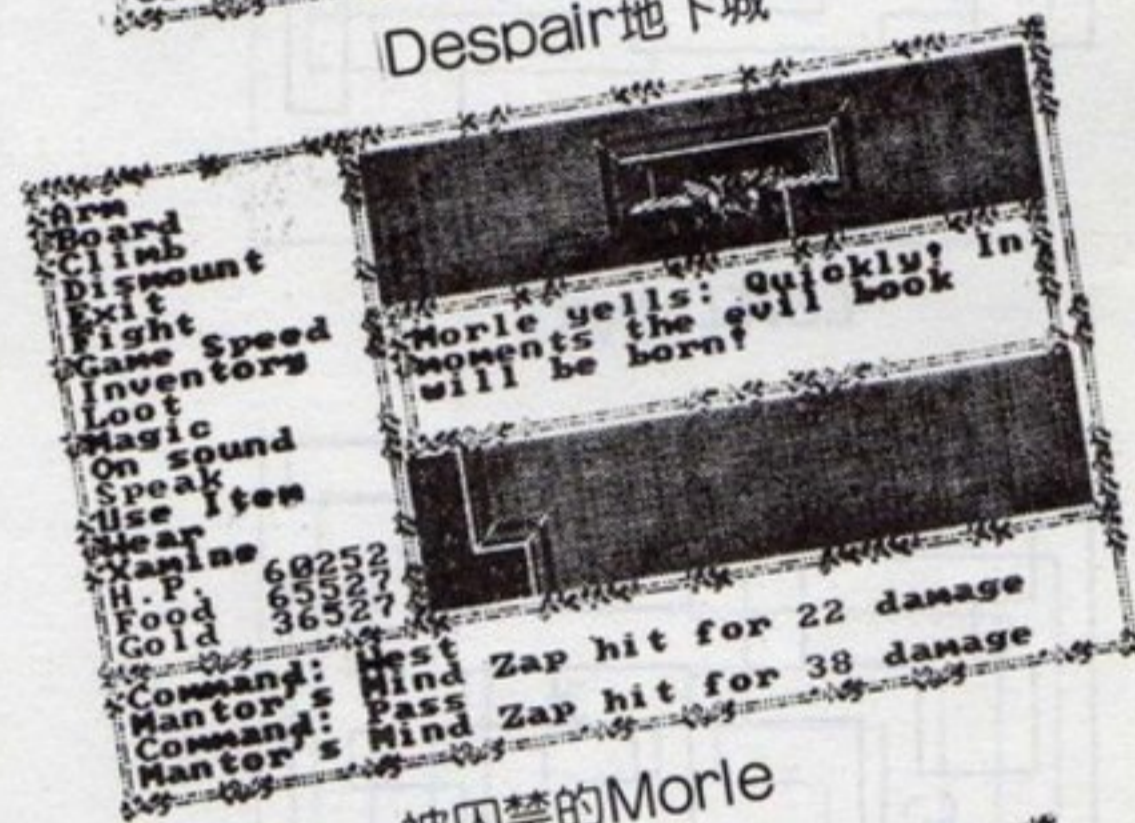 Despair地下城
Arm
Board
Climb
Dismount
Exit
Fight
Game Speed
Inventory
Loot
Magic
On sound
Speak
Use Item
Wear
Xamine
H.P. 60252
Food 65527
Gold 36527
Morle yells: Quickly! In
moments the evil book
will be born!
Command: West
Mantor's Mind Zap hit for 22 damage
Command: Pass
Mantor's Mind Zap hit for 38 damage
被囚禁的Morle